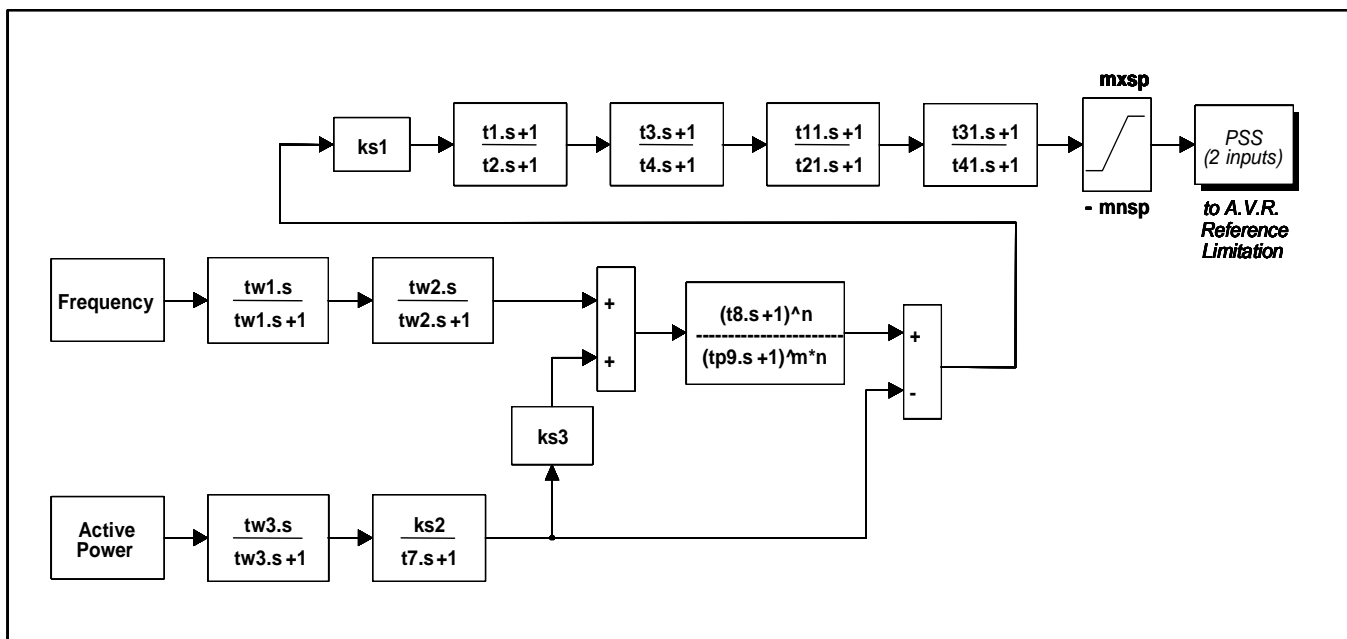 mxsp
ks1
t1.s+1
t2.s+1
t3.s+1
t4.s+1
t11.s+1
t21.s+1
t31.s+1
t41.s+1
- mnsp
PSS
(2 inputs)
to A.V.R.
Reference
Limitation
Frequency
tw1.s
tw1.s+1
tw2.s
tw2.s+1
+
+
(t8.s+1)^n
(tp9.s+1)^m*n
+
-
ks3
Active
Power
tw3.s
tw3.s+1
ks2
t7.s+1